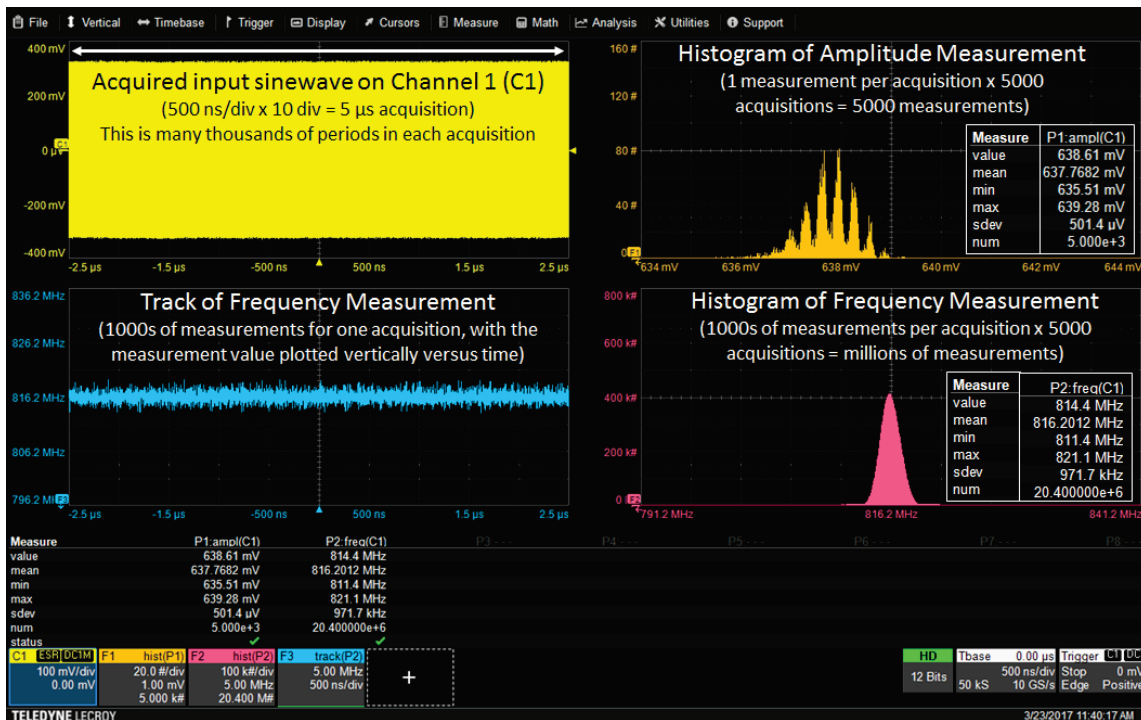 File Vertical Timebase Trigger Display Cursors Measure Math Analysis Utilities Support
400 mV
200 mV
0 µV
-200 mV
-400 mV
C1
Acquired input sinewave on Channel 1 (C1)
(500 ns/div x 10 div = 5 µs acquisition)
This is many thousands of periods in each acquisition
-2.5 µs -1.5 µs -500 ns 500 ns 1.5 µs 2.5 µs
160 #
120 #
80 #
40 #
0 #
F1
Histogram of Amplitude Measurement
(1 measurement per acquisition x 5000
acquisitions = 5000 measurements)
Measure P1:ampl(C1)
value 638.61 mV
mean 637.7682 mV
min 635.51 mV
max 639.28 mV
sdev 501.4 µV
num 5.000e+3
634 mV 636 mV 638 mV 640 mV 642 mV 644 mV
836.2 MHz
826.2 MHz
816.2 MHz
806.2 MHz
796.2 MHz
F3
Track of Frequency Measurement
(1000s of measurements for one acquisition, with the
measurement value plotted vertically versus time)
-2.5 µs -1.5 µs -500 ns 500 ns 1.5 µs 2.5 µs
800 k#
600 k#
400 k#
200 k#
0 #
F2
Histogram of Frequency Measurement
(1000s of measurements per acquisition x 5000
acquisitions = millions of measurements)
Measure P2:freq(C1)
value 814.4 MHz
mean 816.2012 MHz
min 811.4 MHz
max 821.1 MHz
sdev 971.7 kHz
num 20.400000e+6
791.2 MHz 816.2 MHz 841.2 MHz
Measure P1:ampl(C1) P2:freq(C1) P3:- - - P4:- - - P5:- - - P6:- - - P7:- - - P8:- - -
value 638.61 mV 814.4 MHz
mean 637.7682 mV 816.2012 MHz
min 635.51 mV 811.4 MHz
max 639.28 mV 821.1 MHz
sdev 501.4 µV 971.7 kHz
num 5.000e+3 20.400000e+6
status
C1 ESR DC1M F1 hist(P1) F2 hist(P2) F3 track(P2)
100 mV/div 20.0 #/div 100 k#/div 5.00 MHz
0.00 mV 1.00 mV 5.00 MHz 500 ns/div
5.000 k# 20.400 M#
+
HD Tbase 0.00 µs Trigger C1 DC
12 Bits 500 ns/div Stop 0 mV
50 kS 10 GS/s Edge Positive
TELEDYNE LECROY 3/23/2017 11:40:17 AM